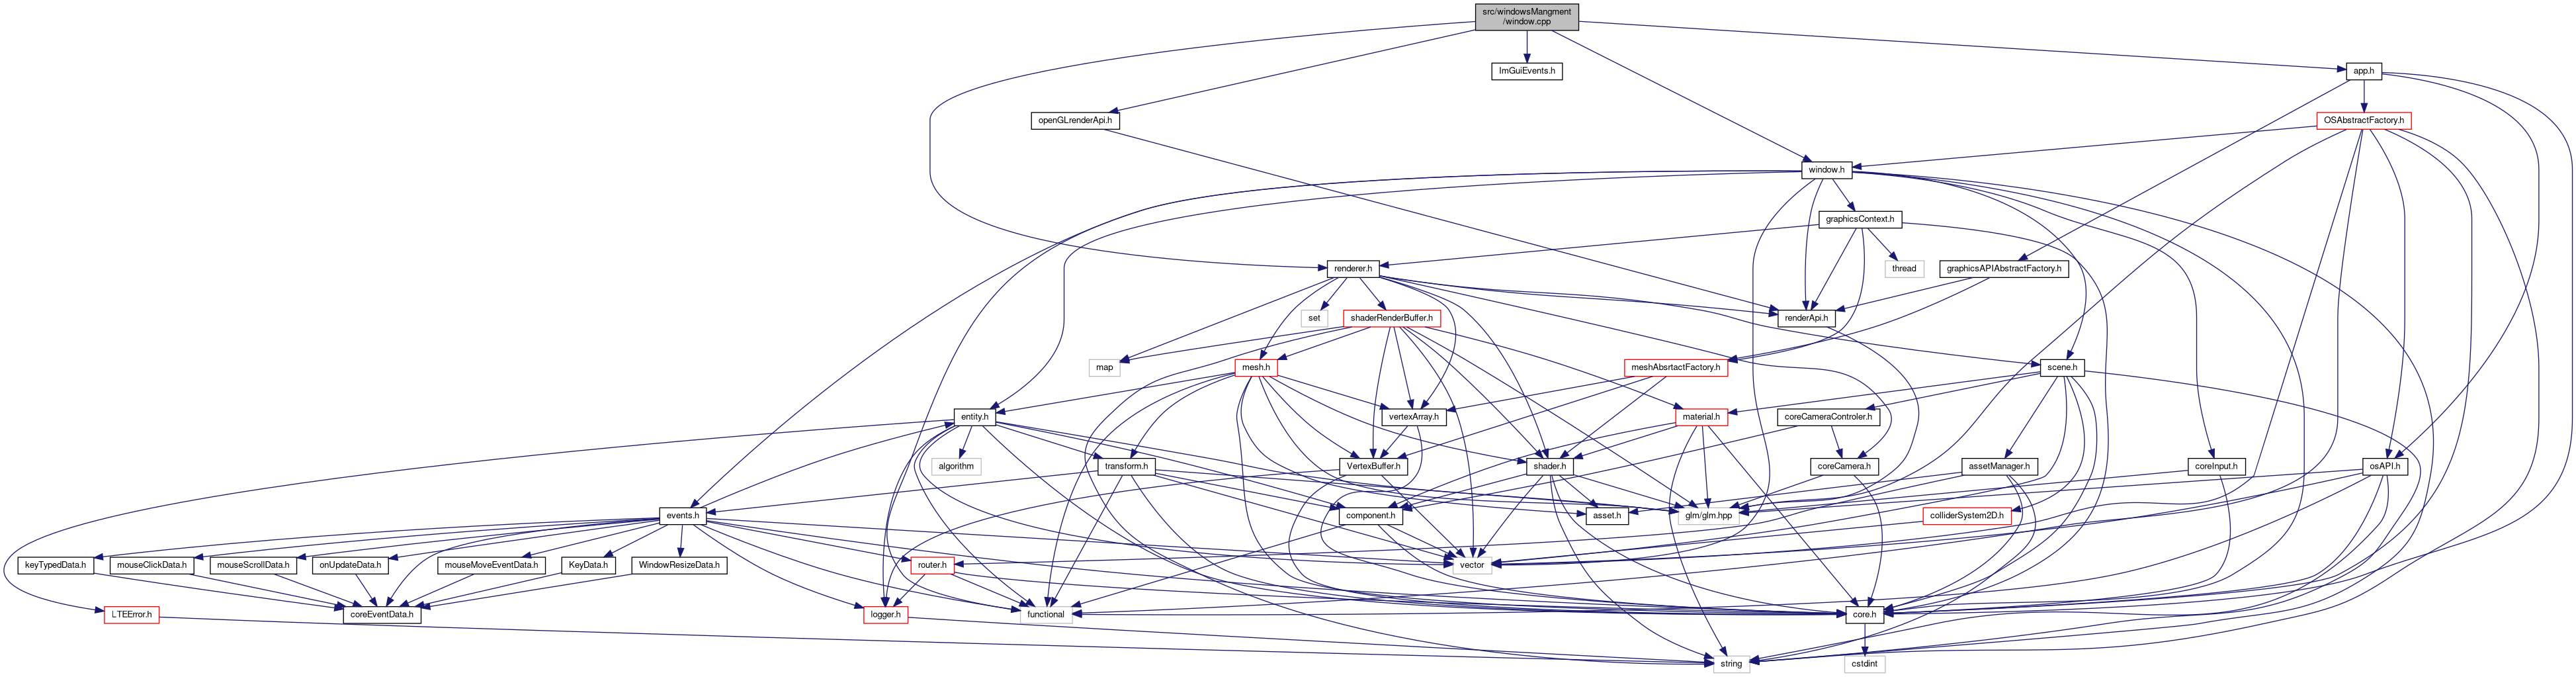 src/windowsMangment
/window.cpp
ImGuiEvents.h
app.h
openGLrenderApi.h
OSAbstractFactory.h
window.h
graphicsContext.h
renderer.h
thread
graphicsAPIAbstractFactory.h
set
shaderRenderBuffer.h
renderApi.h
map
mesh.h
meshAbsrtactFactory.h
scene.h
entity.h
vertexArray.h
material.h
coreCameraControler.h
algorithm
transform.h
VertexBuffer.h
shader.h
coreCamera.h
assetManager.h
coreInput.h
osAPI.h
events.h
component.h
asset.h
glm/glm.hpp
colliderSystem2D.h
keyTypedData.h
mouseClickData.h
mouseScrollData.h
onUpdateData.h
mouseMoveEventData.h
KeyData.h
WindowResizeData.h
router.h
vector
LTEError.h
coreEventData.h
logger.h
functional
core.h
string
cstdint